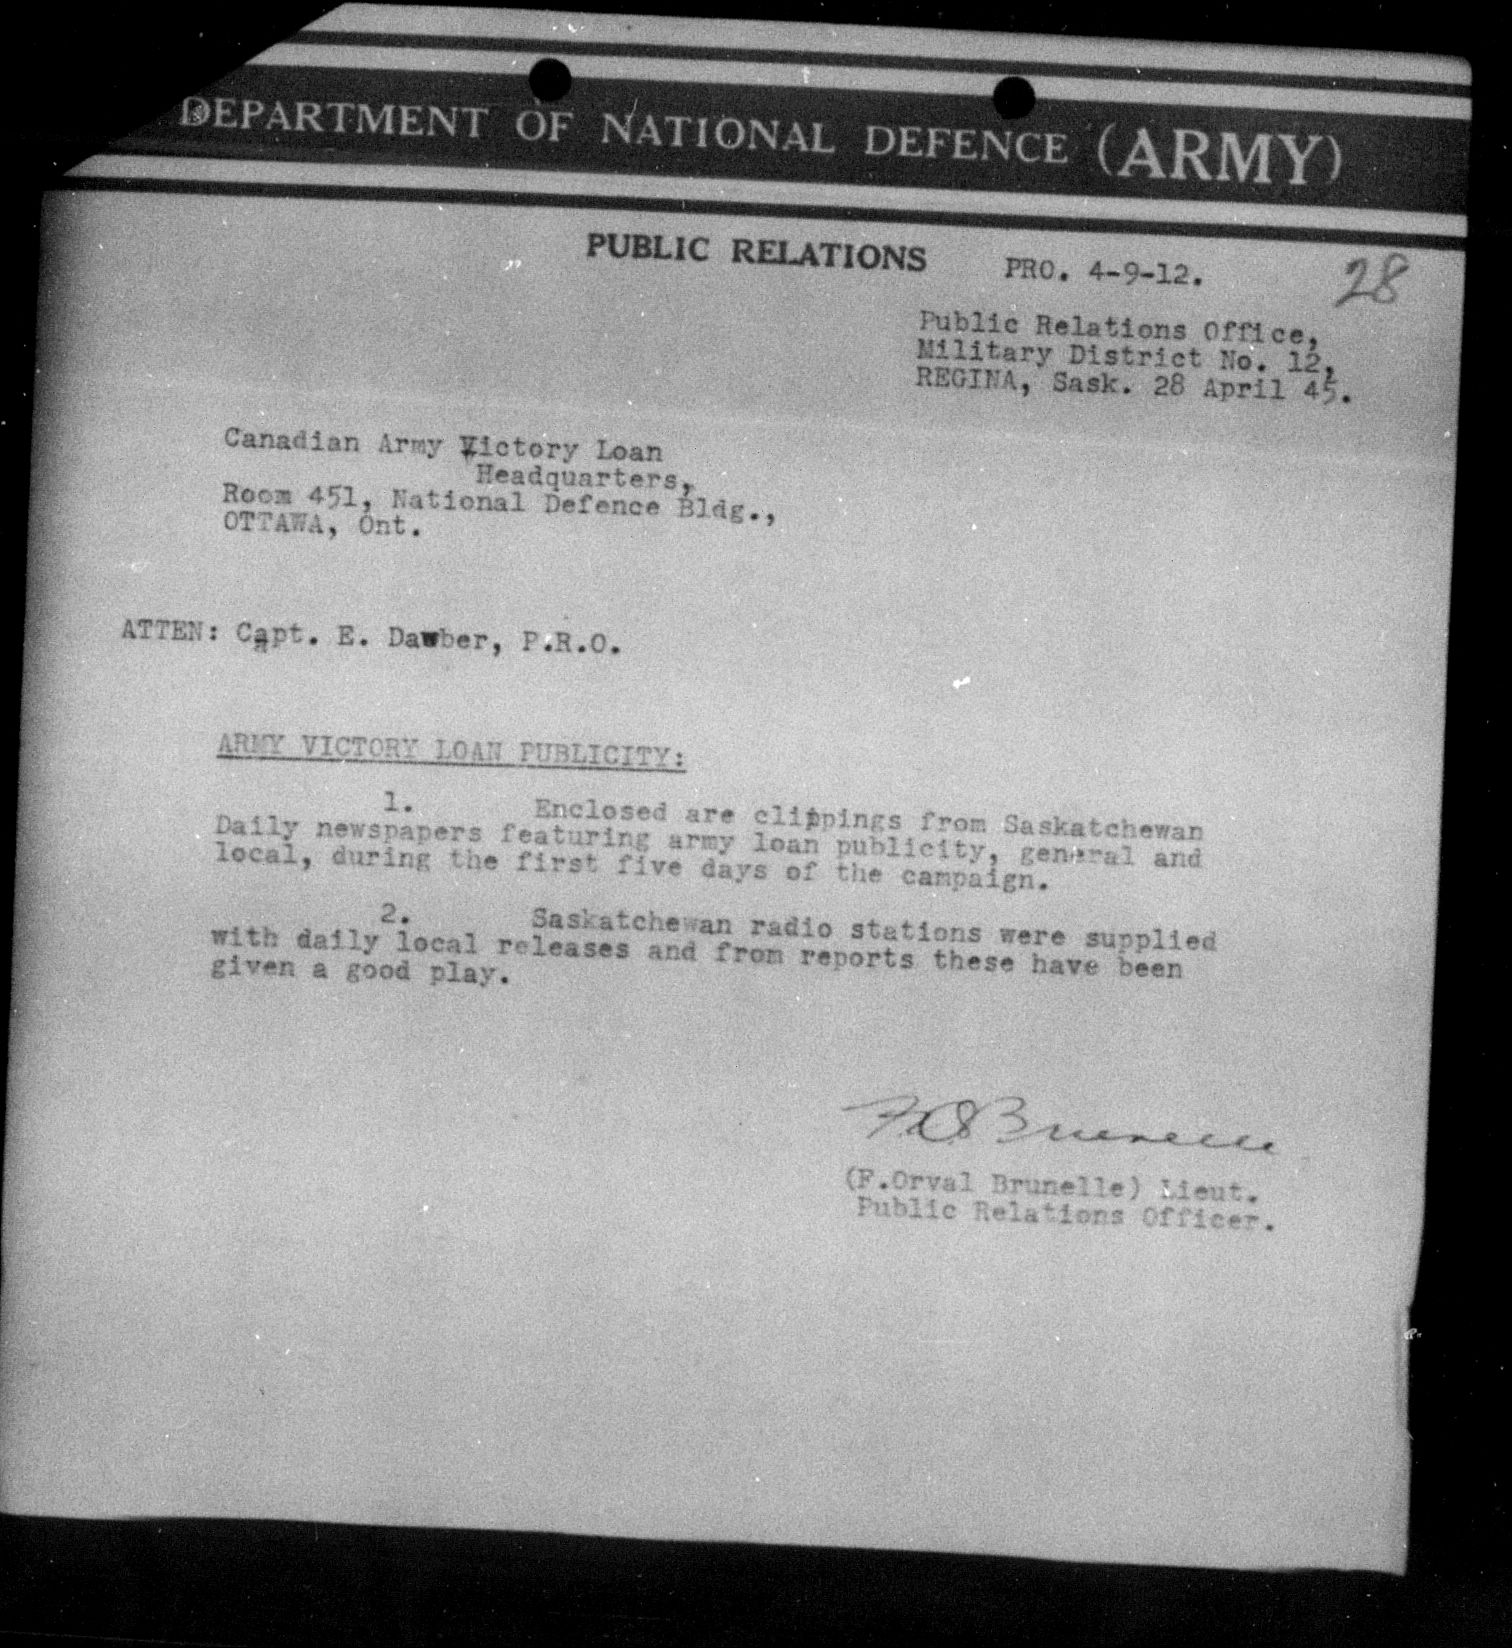 DEPARTMENT OF NATIONAL DEFENCE (ARMY)
PUBLIC RELATIONS
PRO. 4-9-12.
28
Public Relations Office,
Military District No. 12,
REGINA, Sask. 28 April 45.
Canadian Army Victory Loan
Headquarters,
Room 451, National Defence Bldg.,
OTTAWA, Ont.
ATTEN: Capt. E. Dawber, P.R.O.
ARMY VICTORY LOAN PUBLICITY:
1. Enclosed are clippings from Saskatchewan
Daily newspapers featuring army loan publicity, general and
local, during the first five days of the campaign.
2. Saskatchewan radio stations were supplied
with daily local releases and from reports these have been
given a good play.
F.O. Brunelle
(F.Orval Brunelle) Lieut.
Public Relations Officer.